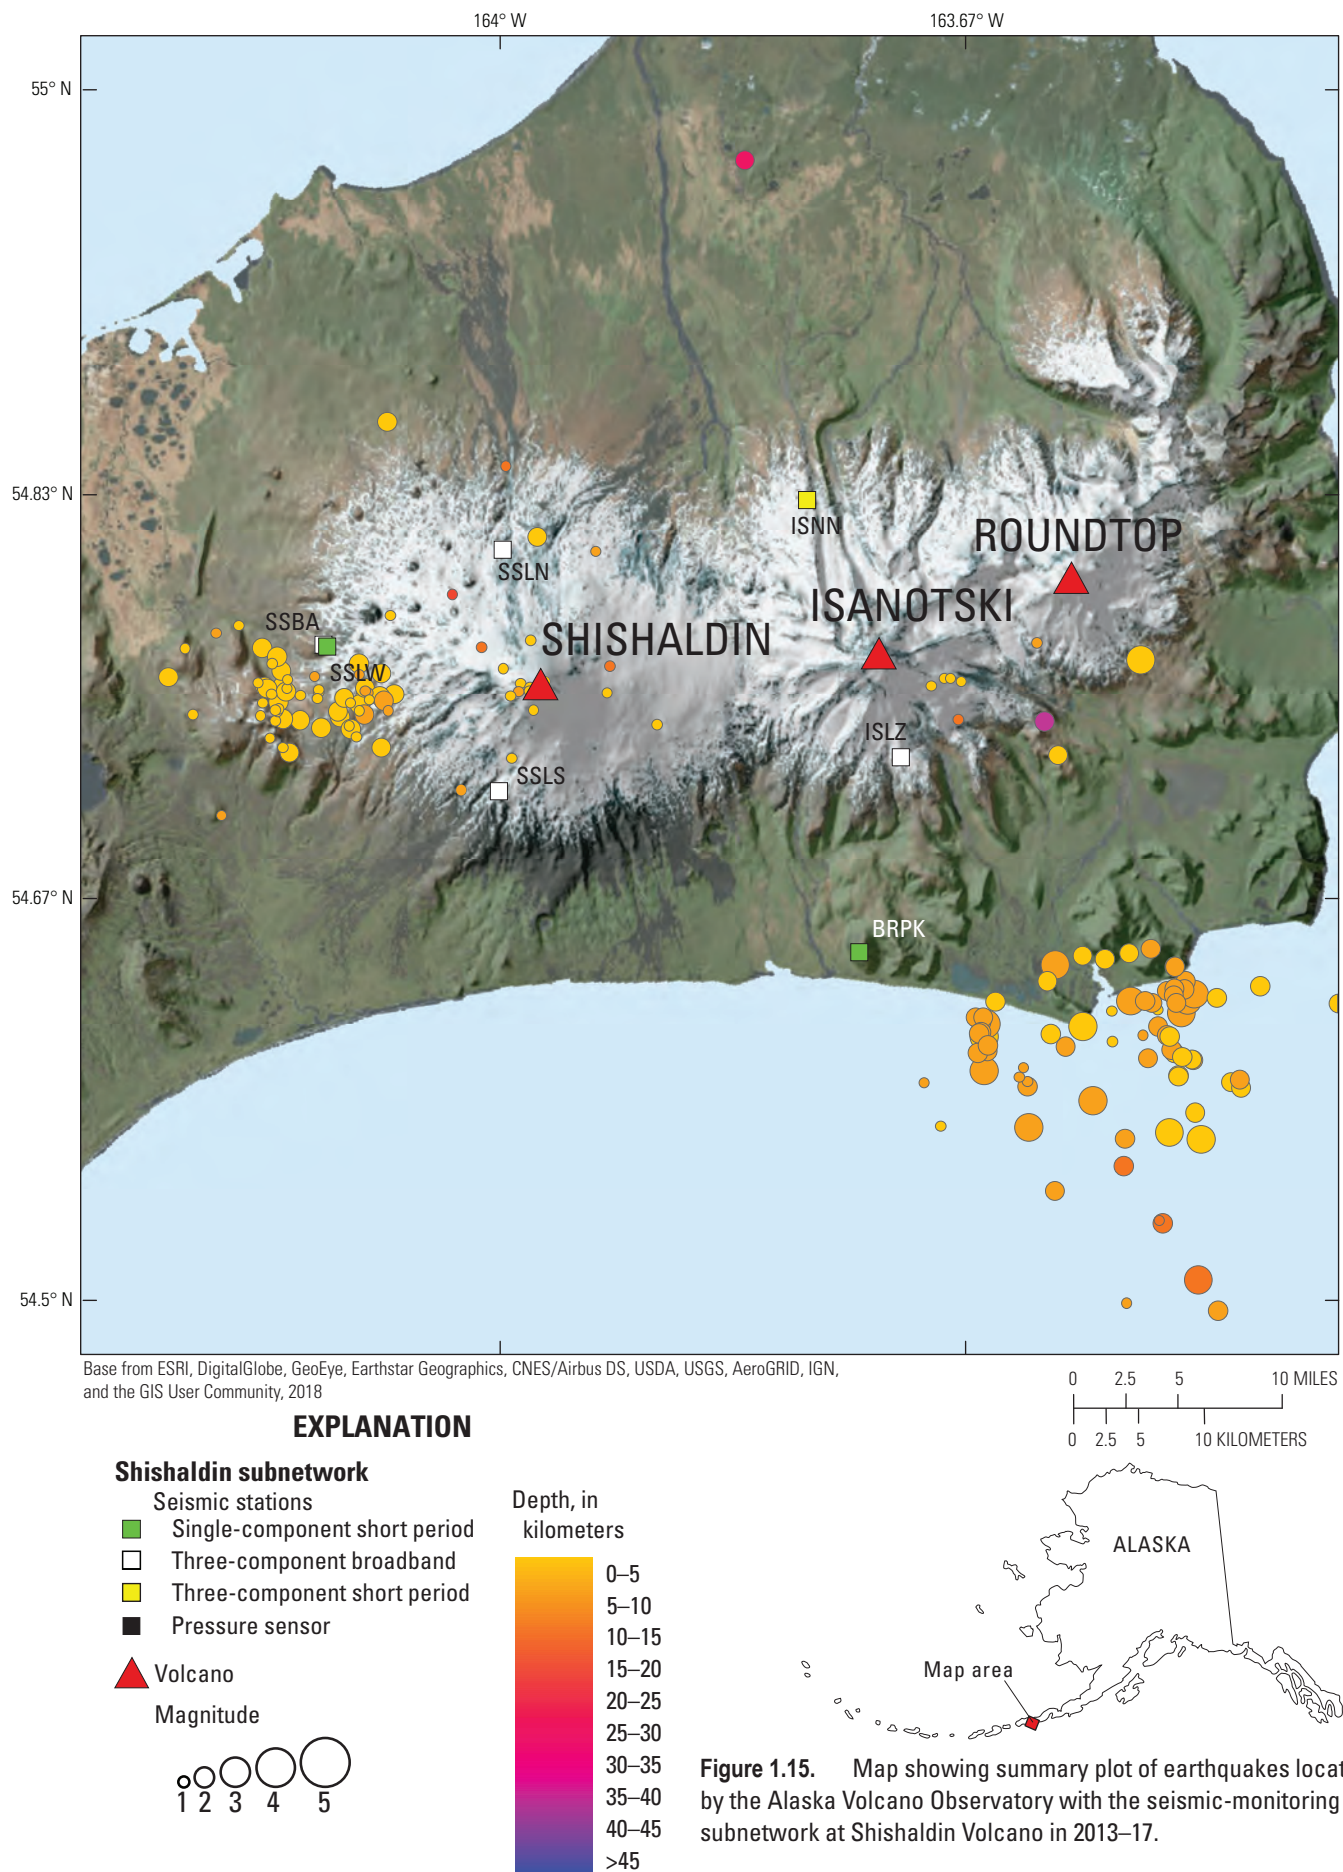 164° W
163.67° W
55° N
54.83° N
ISNN
ROUNDTOP
SSLN
ISANOTSKI
SSBA
SHISHALDIN
SSLW
ISLZ
SSLS
54.67° N
BRPK
54.5° N
Base from ESRI, DigitalGlobe, GeoEye, Earthstar Geographics, CNES/Airbus DS, USDA, USGS, AeroGRID, IGN,
and the GIS User Community, 2018
0 2.5 5 10 MILES
0 2.5 5 10 KILOMETERS
EXPLANATION
Shishaldin subnetwork
Seismic stations
Single-component short period
Three-component broadband
Three-component short period
Pressure sensor
Volcano
Magnitude
1 2 3 4 5
Depth, in
kilometers
0–5
5–10
10–15
15–20
20–25
25–30
30–35
35–40
40–45
>45
ALASKA
Map area
Figure 1.15. Map showing summary plot of earthquakes locat
by the Alaska Volcano Observatory with the seismic-monitoring
subnetwork at Shishaldin Volcano in 2013–17.